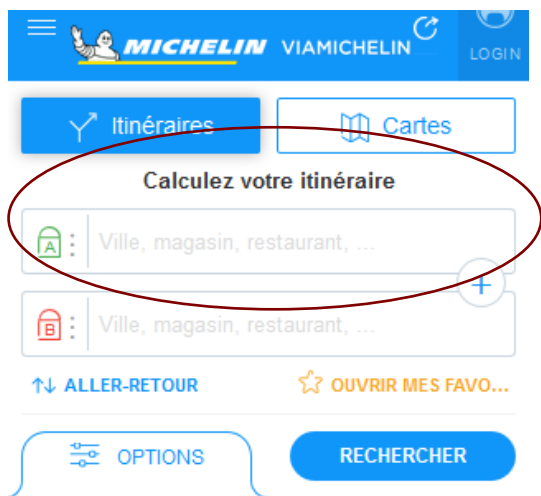 MICHELIN VIAMICHELIN
LOGIN
Itinéraires
Cartes
Calculez votre itinéraire
A
Ville, magasin, restaurant, ...
B
Ville, magasin, restaurant, ...
ALLER-RETOUR
OUVRIR MES FAVO...
OPTIONS
RECHERCHER